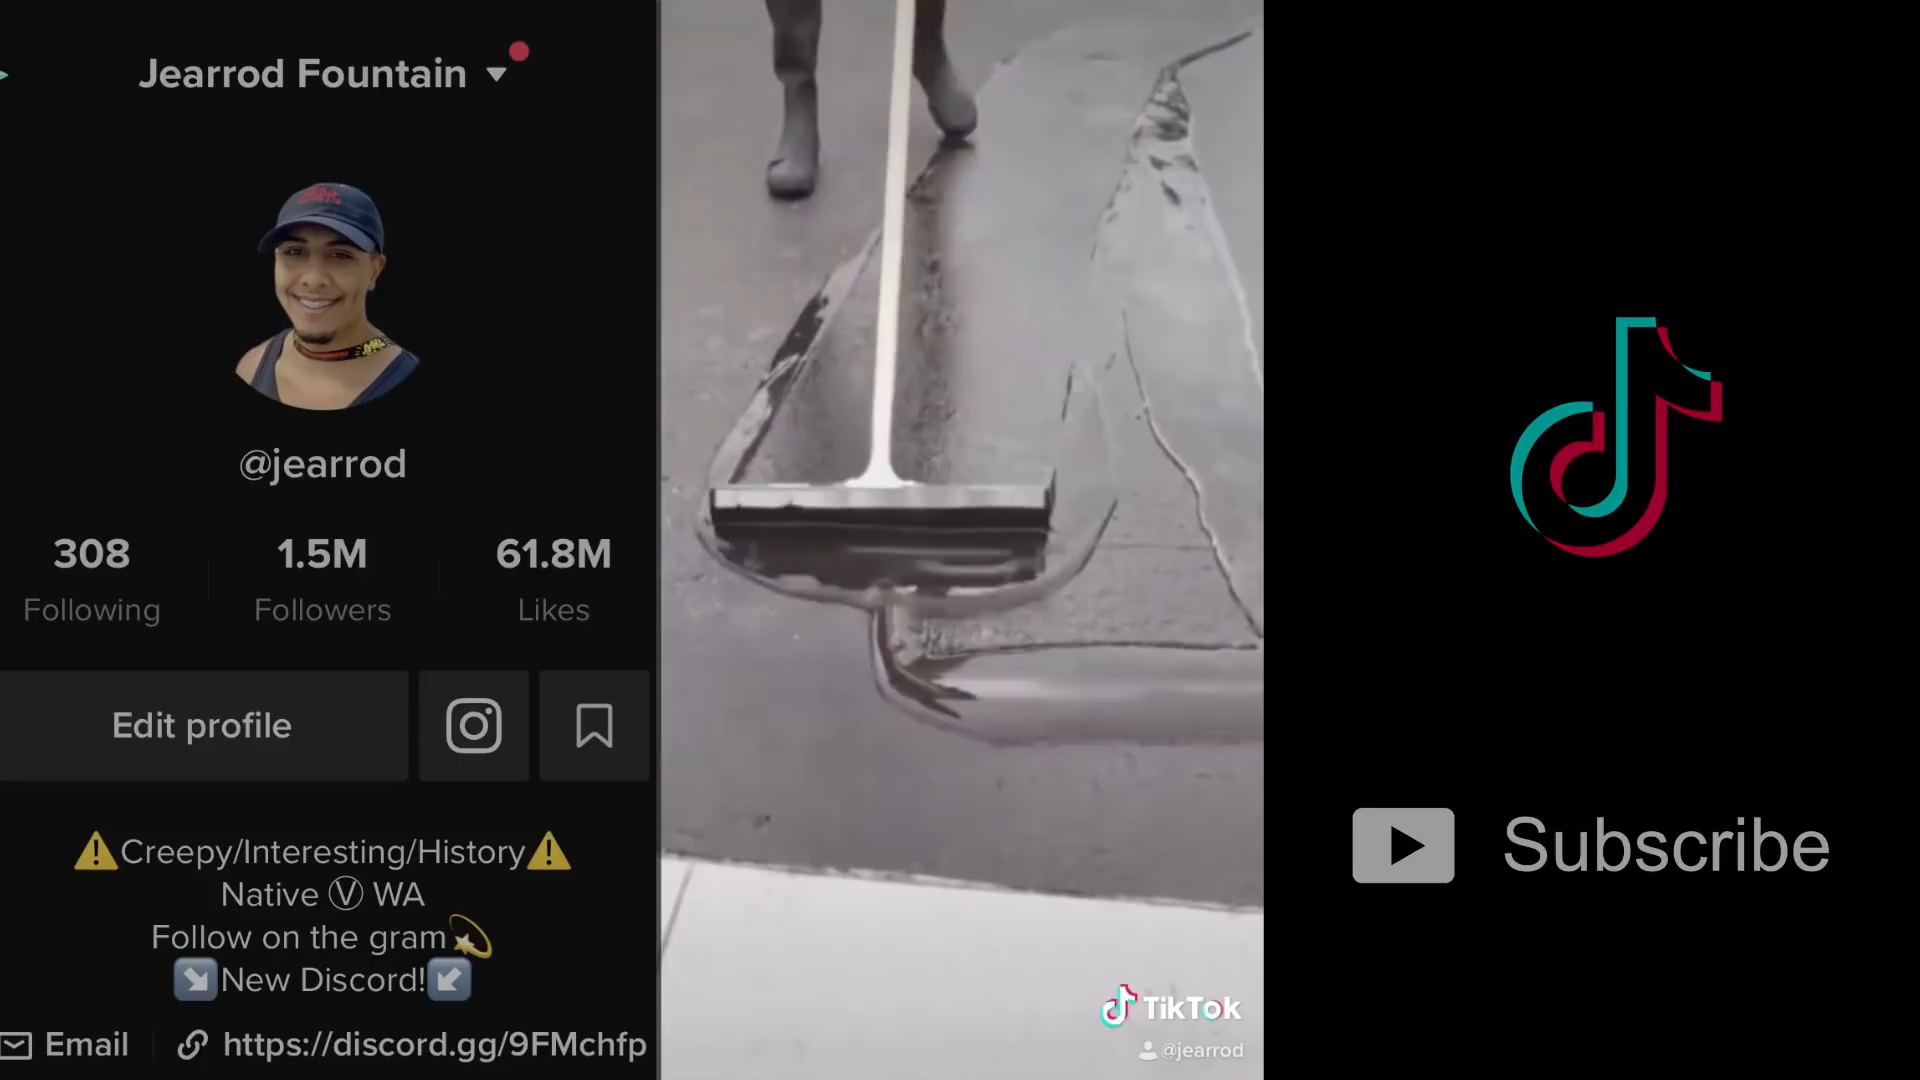 Jearrod Fountain
@jearrod
308
Following
1.5M
Followers
61.8M
Likes
Edit profile
⚠️Creepy/Interesting/History⚠️
Native Ⓥ WA
Follow on the gram💫
↘️New Discord!↙️
Email
https://discord.gg/9FMchfp
TikTok
@jearrod
Subscribe